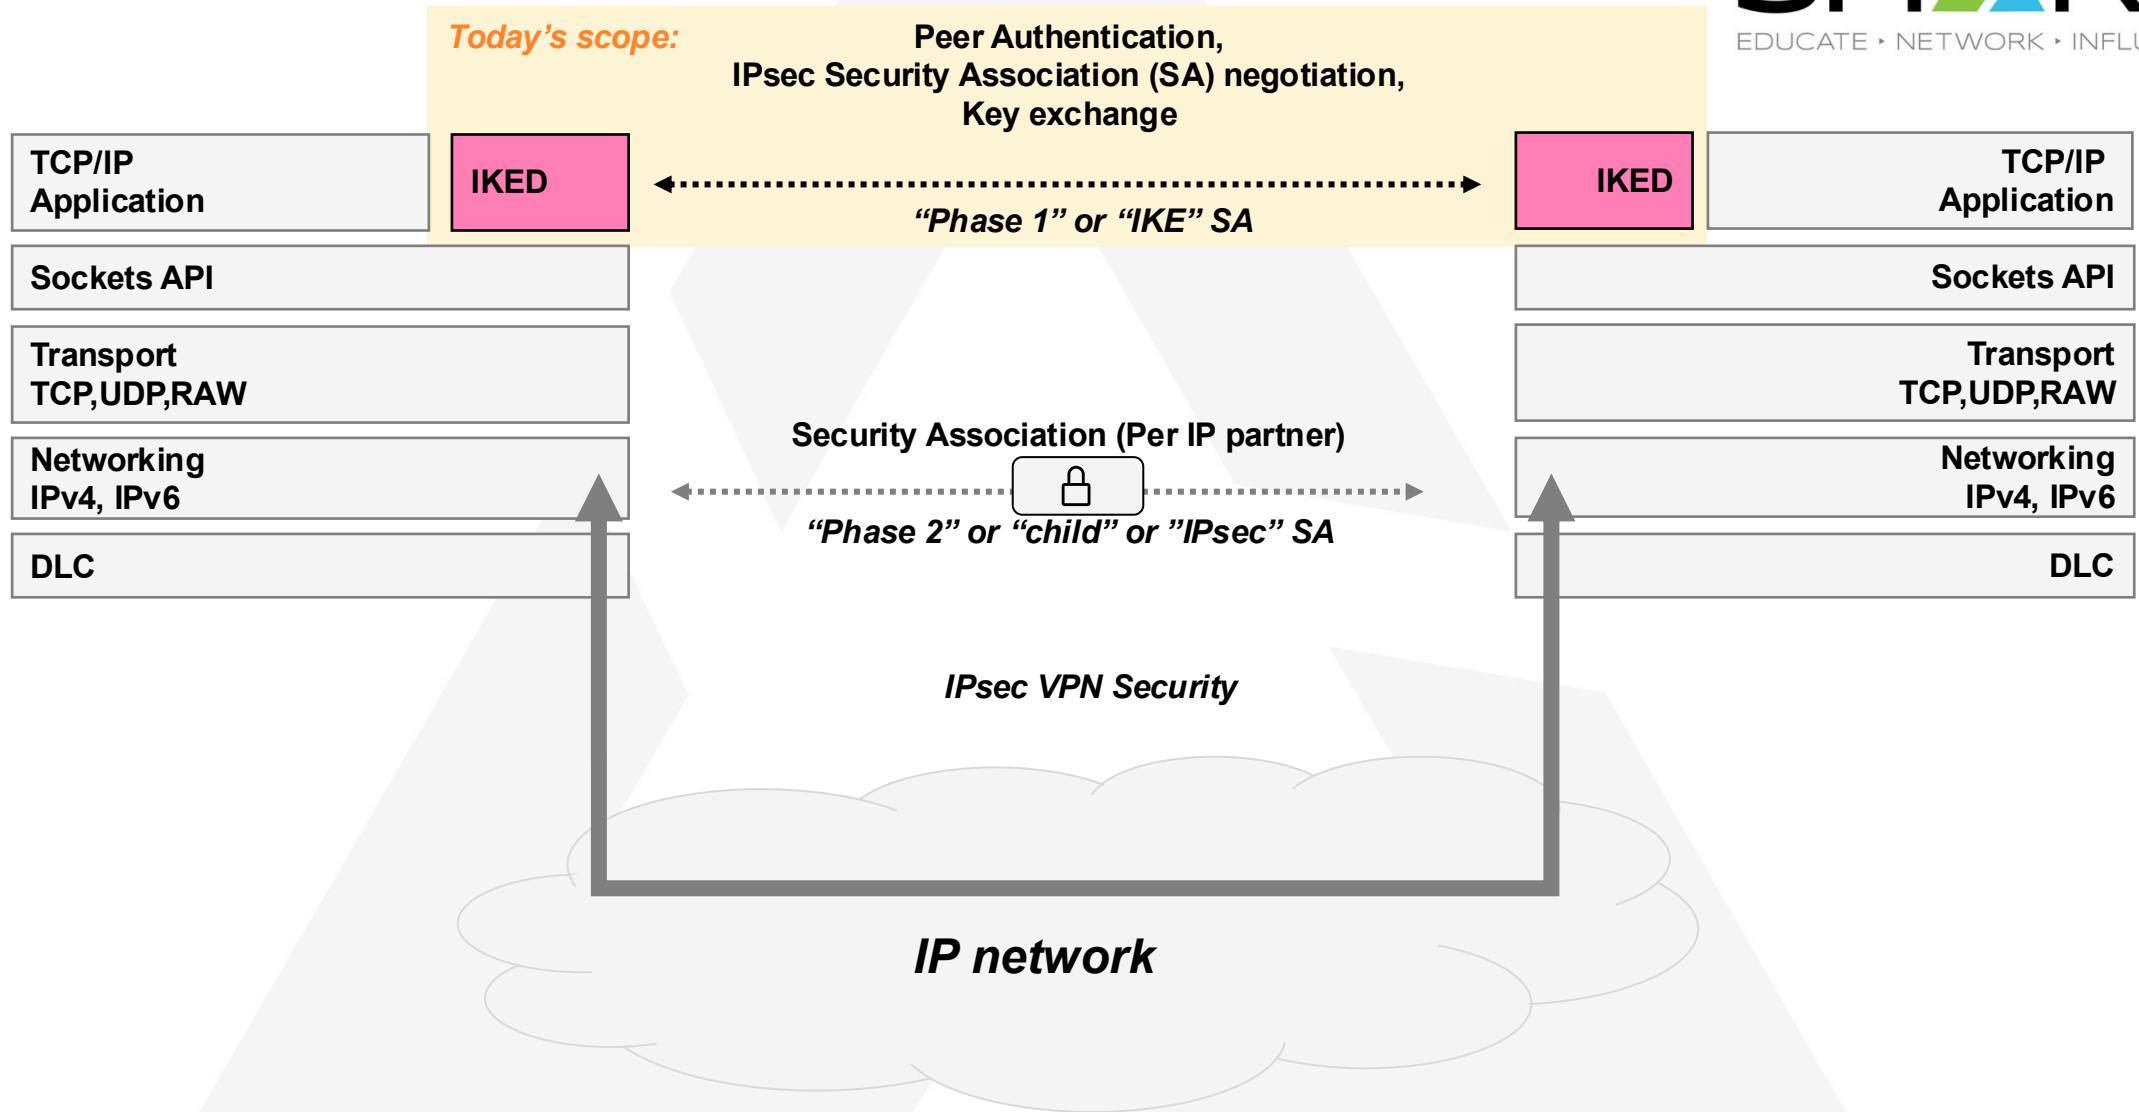 EDUCATE • NETWORK •
Today's scope:
Peer Authentication,
IPsec Security Association (SA) negotiation,
Key exchange
TCP/IP
Application
IKED
“Phase 1” or “IKE” SA
IKED
TCP/IP
Application
Sockets API
Sockets API
Transport
TCP,UDP,RAW
Transport
TCP,UDP,RAW
Networking
IPv4, IPv6
Security Association (Per IP partner)
“Phase 2” or “child” or ”IPsec” SA
Networking
IPv4, IPv6
DLC
DLC
IPsec VPN Security
IP network